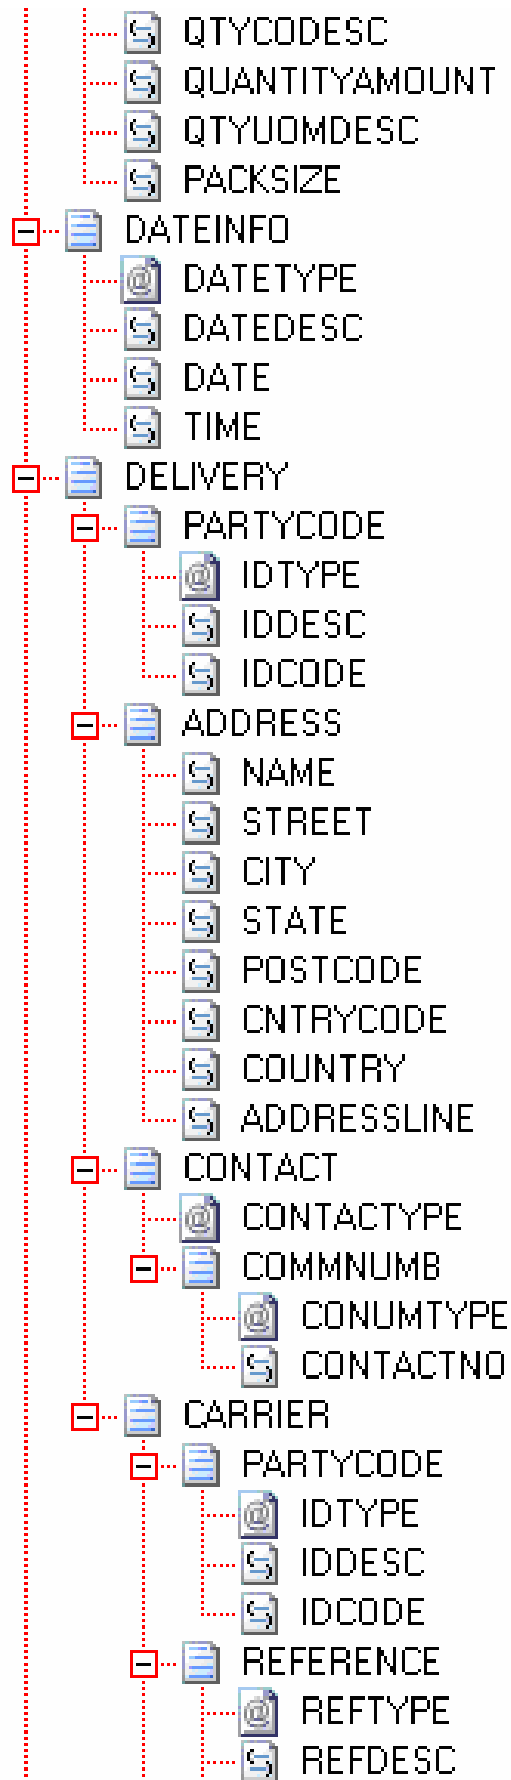 QTYCODESC
QUANTITYAMOUNT
QTYUOMDESC
PACKSIZE
DATEINFO
DATETYPE
DATEDESC
DATE
TIME
DELIVERY
PARTYCODE
IDTYPE
IDDESC
IDCODE
ADDRESS
NAME
STREET
CITY
STATE
POSTCODE
CNTRYCODE
COUNTRY
ADDRESSLINE
CONTACT
CONTACTYPE
COMMNUMB
CONUMTYPE
CONTACTNO
CARRIER
PARTYCODE
IDTYPE
IDDESC
IDCODE
REFERENCE
REFTYPE
REFDESC